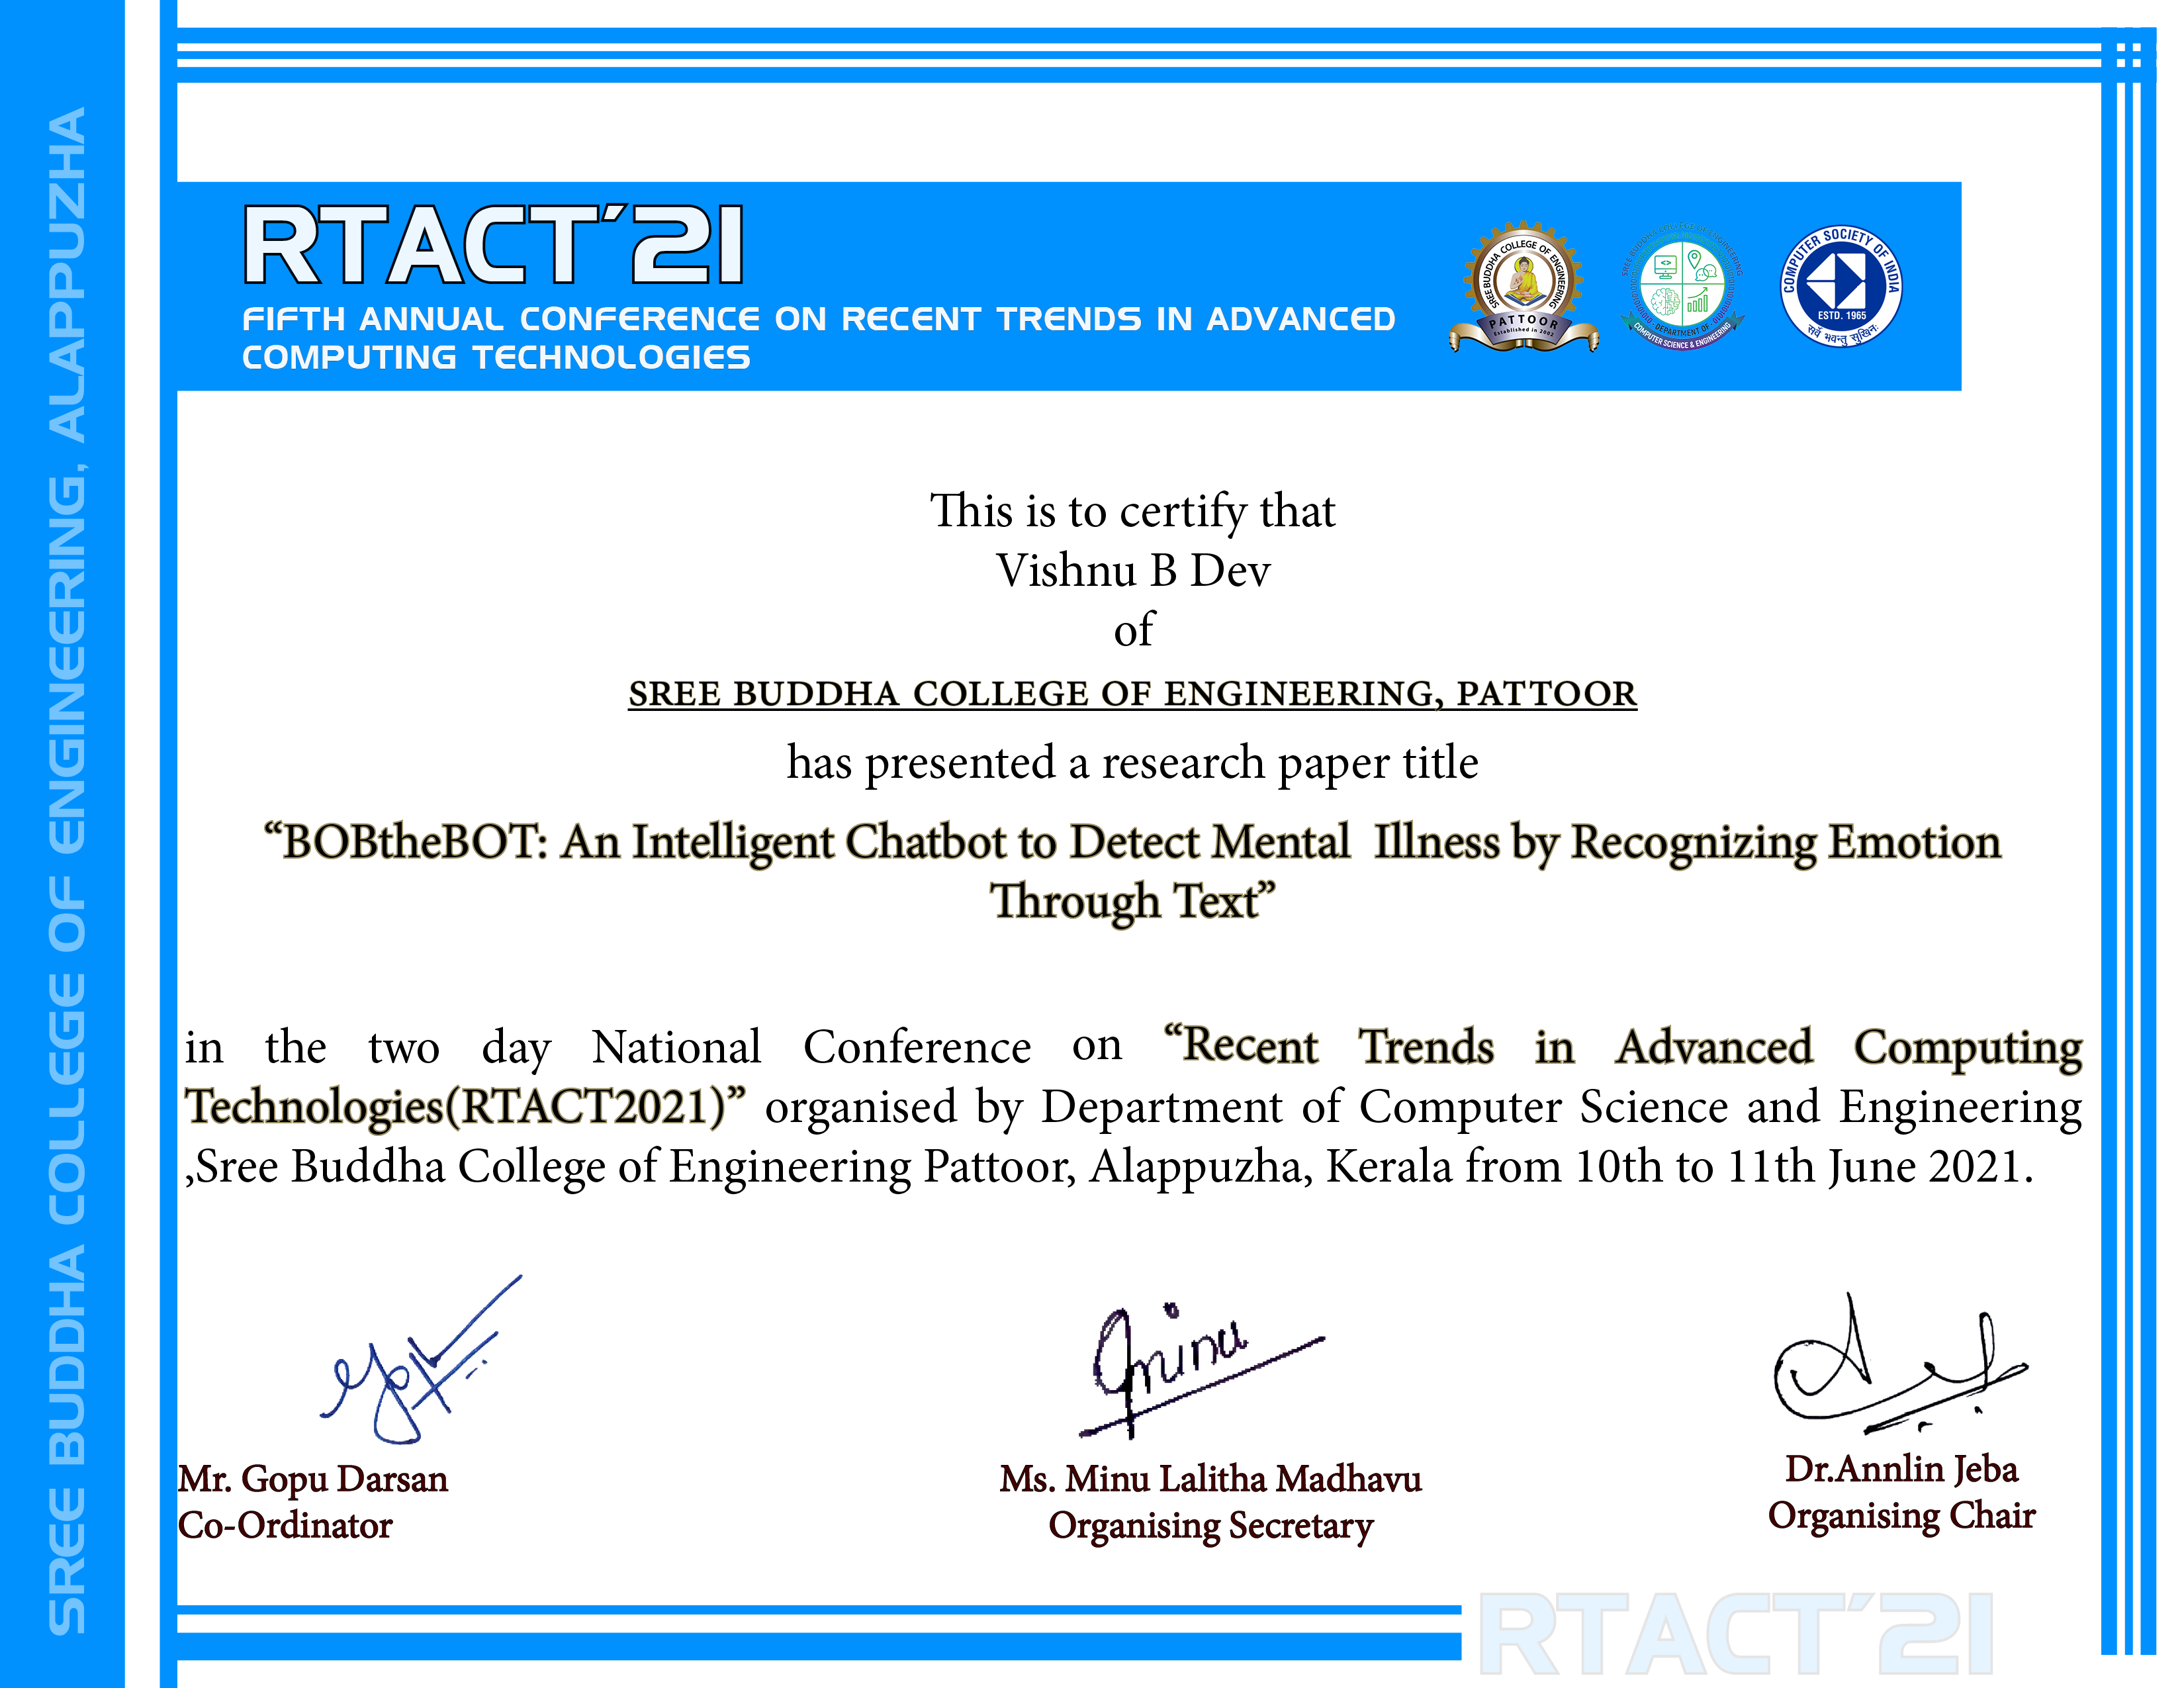 SREE BUDDHA COLLEGE OF ENGINEERING, ALAPPUZHA
RTACT'21
FIFTH ANNUAL CONFERENCE ON RECENT TRENDS IN ADVANCED
COMPUTING TECHNOLOGIES
SREE BUDDHA COLLEGE OF ENGINEERING
PATTOOR
Established in 2002
SREE BUDDHA COLLEGE OF ENGINEERING
DEPARTMENT OF
COMPUTER SCIENCE & ENGINEERING
COMPUTER SOCIETY OF INDIA
ESTD. 1965
सर्वे भवन्तु सुखिनः
This is to certify that
Vishnu B Dev
of
SREE BUDDHA COLLEGE OF ENGINEERING, PATTOOR
has presented a research paper title
“BOBtheBOT: An Intelligent Chatbot to Detect Mental Illness by Recognizing Emotion
Through Text”
in the two day National Conference on “Recent Trends in Advanced Computing
Technologies(RTACT2021)” organised by Department of Computer Science and Engineering
,Sree Buddha College of Engineering Pattoor, Alappuzha, Kerala from 10th to 11th June 2021.
Minu
Mr. Gopu Darsan
Co-Ordinator
Ms. Minu Lalitha Madhavu
Organising Secretary
Dr.Annlin Jeba
Organising Chair
RTACT'21